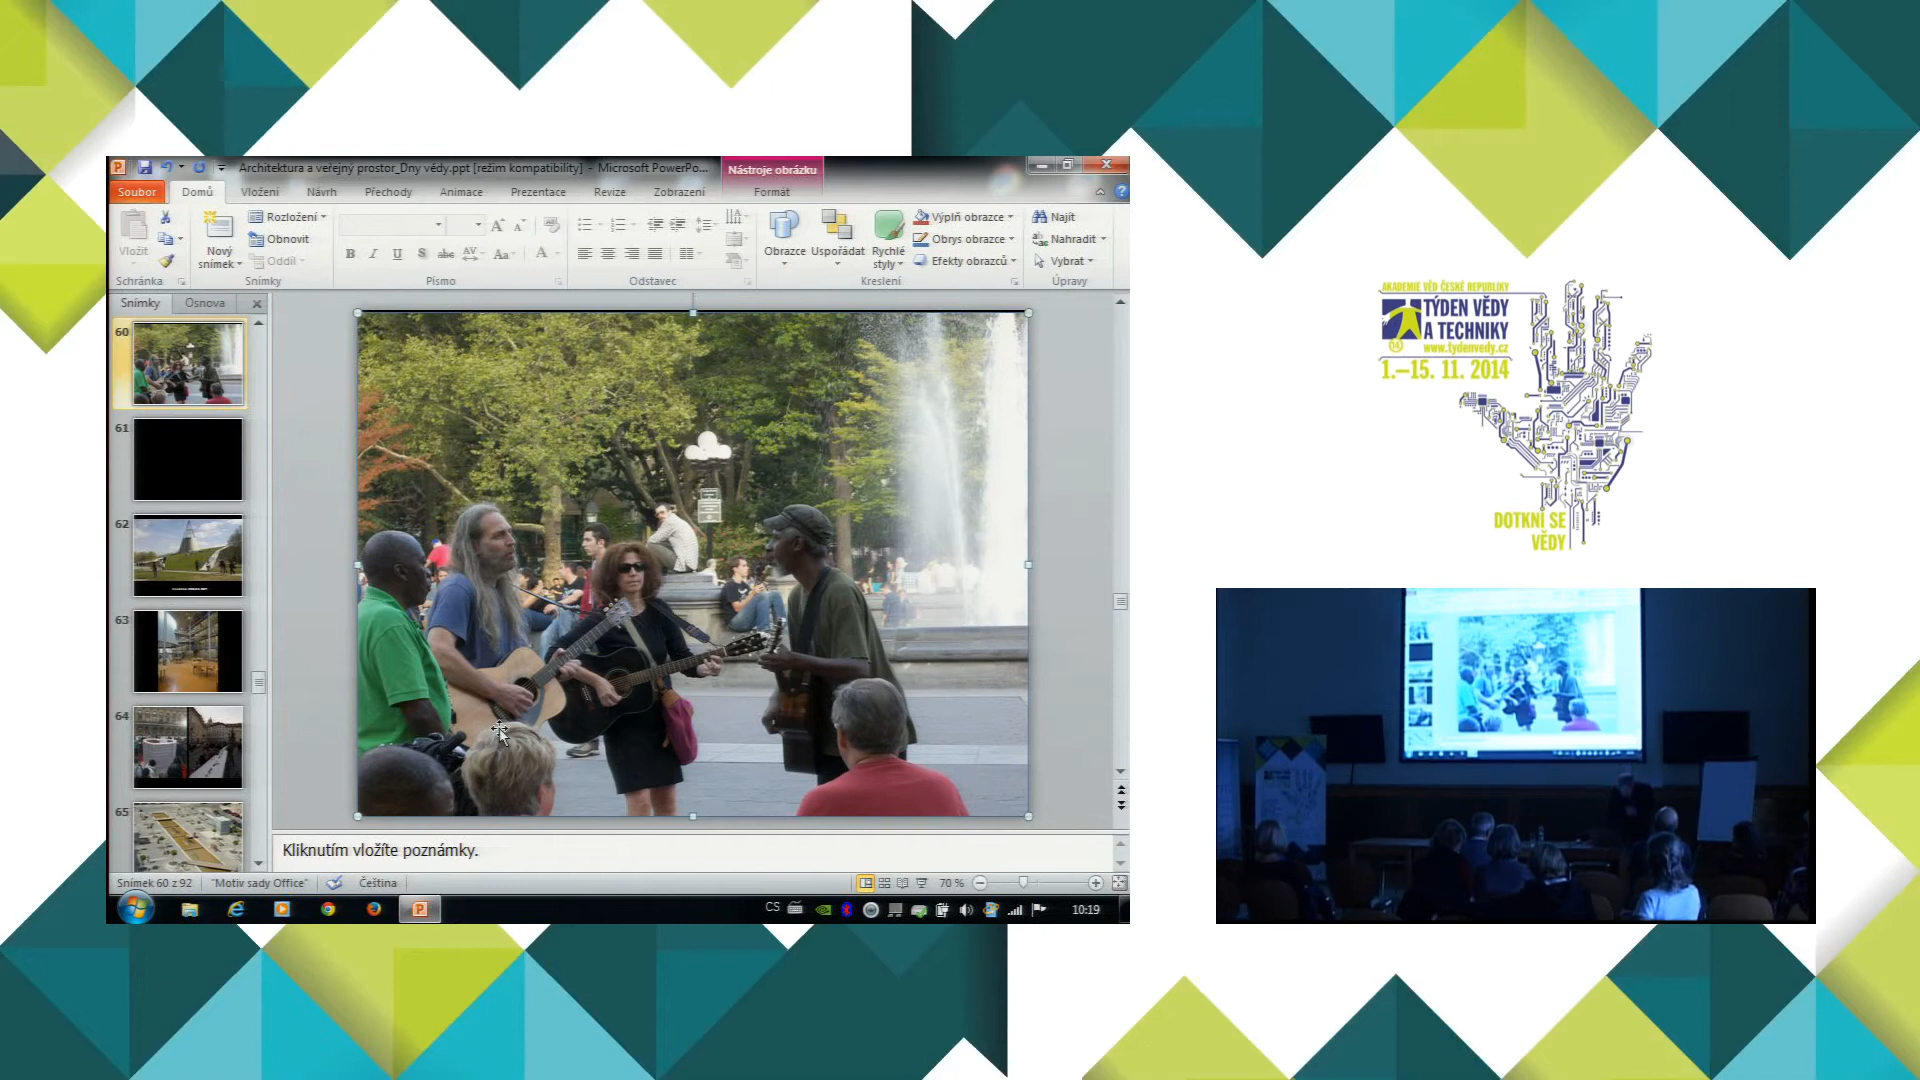 Architektura a veřejný prostor_Dny vědy.ppt [režim kompatibility] – Microsoft PowerPo...
Nástroje obrázku
Soubor
Domů
Vložení
Návrh
Přechody
Animace
Prezentace
Revize
Zobrazení
Formát
Vložit
Nový snímek
Rozložení
Obnovit
Oddíl
Obrazce
Uspořádat
Rychlé styly
Výplň obrazce
Obrys obrazce
Efekty obrazců
Najít
Nahradit
Vybrat
Schránka
Snímky
Písmo
Odstavec
Kreslení
Úpravy
Snímky
Osnova
60
61
62
63
64
65
Kliknutím vložíte poznámky.
Snímek 60 z 92
"Motiv sady Office"
Čeština
70 %
CS
10:19
AKADEMIE VĚD ČESKÉ REPUBLIKY
TÝDEN VĚDY
A TECHNIKY
www.tydenvedy.cz
1.–15. 11. 2014
DOTKNI SE
VĚDY